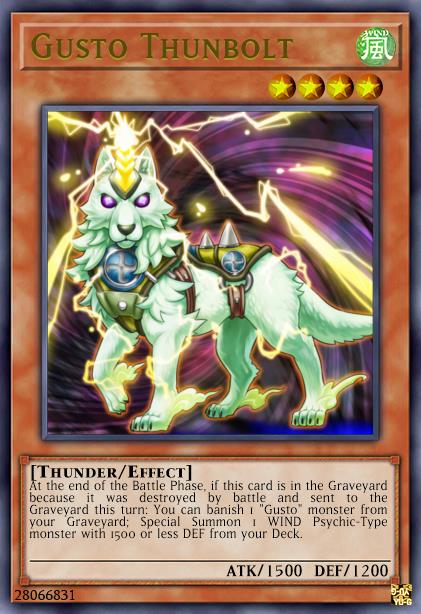 Gusto Thunbolt
WIND
風
[Thunder/Effect]
At the end of the Battle Phase, if this card is in the Graveyard
because it was destroyed by battle and sent to the
Graveyard this turn: You can banish 1 "Gusto" monster from
your Graveyard; Special Summon 1 WIND Psychic-Type
monster with 1500 or less DEF from your Deck.
ATK/1500 DEF/1200
28066831